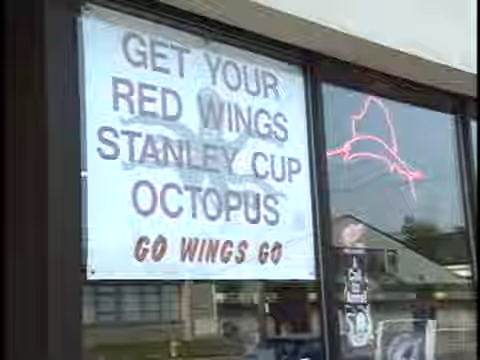 GET YOUR
RED WINGS
STANLEY CUP
OCTOPUS
GO WINGS GO